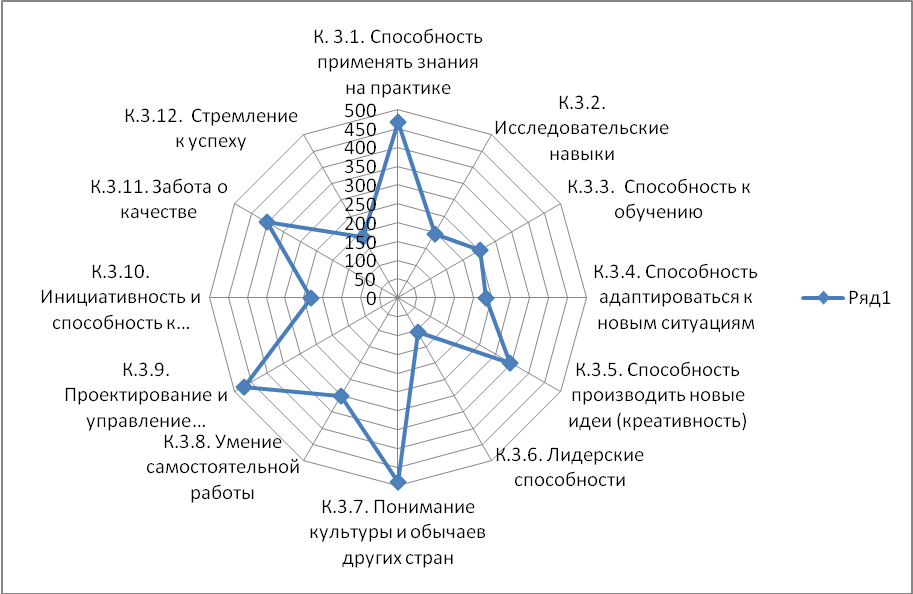 К. 3.1. Способность
применять знания
на практике
К.3.2.
Исследовательские
навыки
К.3.3. Способность к
обучению
К.3.4. Способность
адаптироваться к
новым ситуациям
К.3.5. Способность
производить новые
идеи (креативность)
К.3.6. Лидерские
способности
К.3.7. Понимание
культуры и обычаев
других стран
К.3.8. Умение
самостоятельной
работы
К.3.9.
Проектирование и
управление...
К.3.10.
Инициативность и
способность к...
К.3.11. Забота о
качестве
К.3.12. Стремление
к успеху
500
450
400
350
300
250
200
150
100
50
0
Ряд1